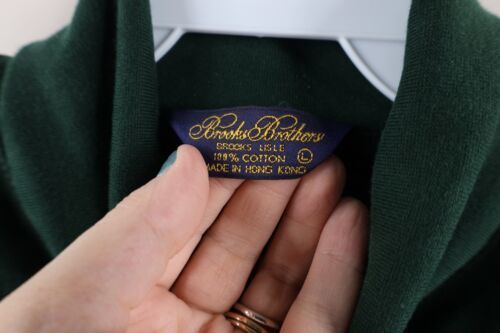 Brooks Brothers
BROOKS LISLE
100% COTTON L
MADE IN HONG KONG